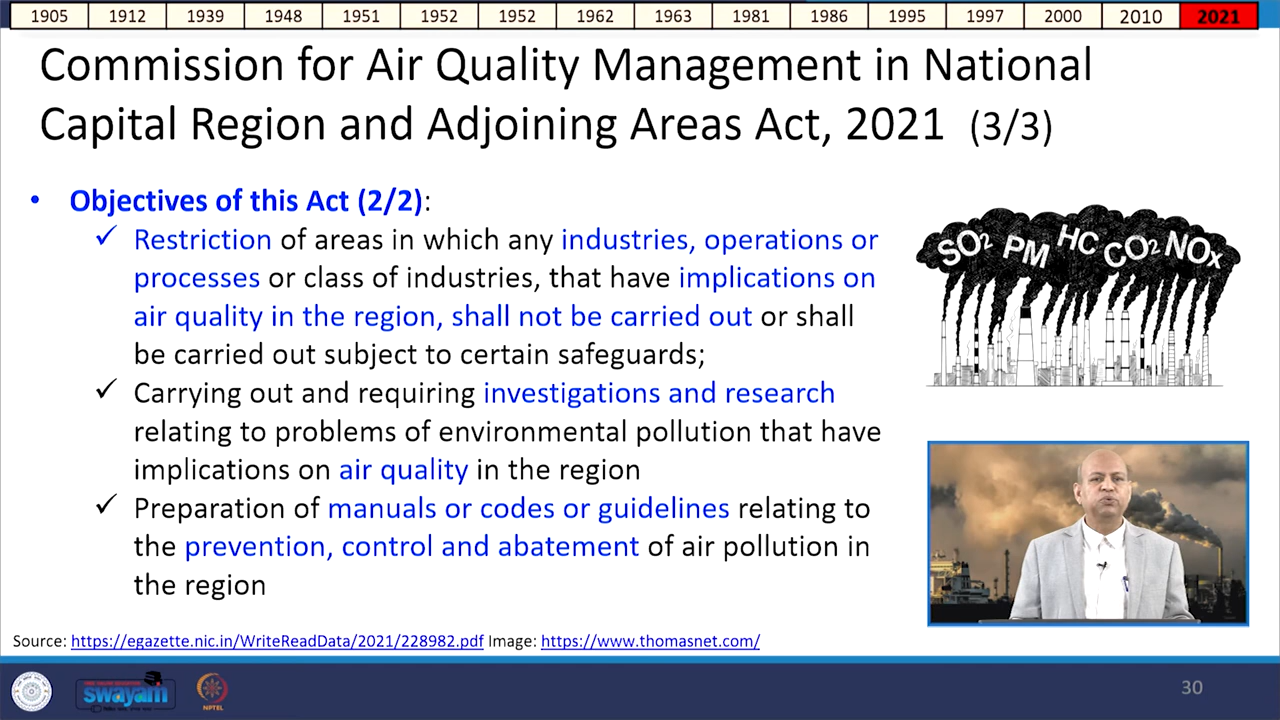 1905 1912 1939 1948 1951 1952 1952 1962 1963 1981 1986 1995 1997 2000 2010 2021
Commission for Air Quality Management in National
Capital Region and Adjoining Areas Act, 2021 (3/3)
• Objectives of this Act (2/2):
✓ Restriction of areas in which any industries, operations or
processes or class of industries, that have implications on
air quality in the region, shall not be carried out or shall
be carried out subject to certain safeguards;
✓ Carrying out and requiring investigations and research
relating to problems of environmental pollution that have
implications on air quality in the region
✓ Preparation of manuals or codes or guidelines relating to
the prevention, control and abatement of air pollution in
the region
SO2 PM HC CO2 NOx
Source: https://egazette.nic.in/WriteReadData/2021/228982.pdf Image: https://www.thomasnet.com/
swayam
NPTEL
30